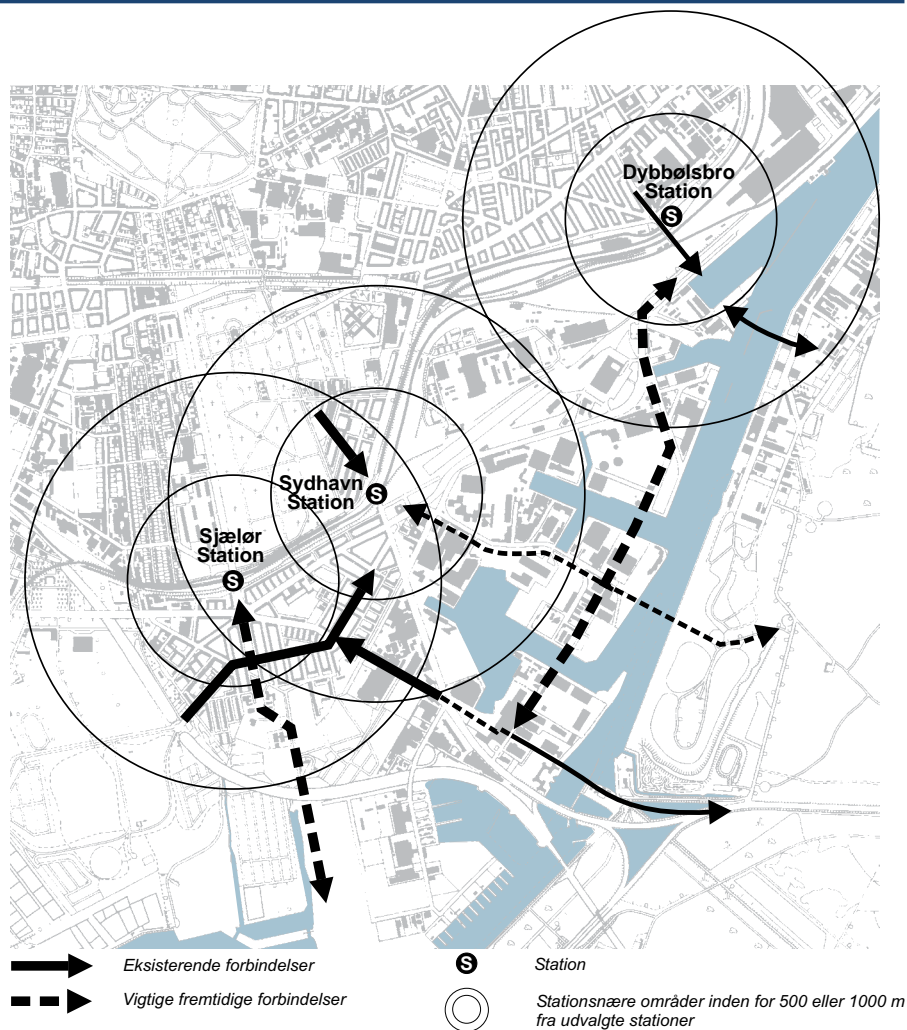 Dybbølsbro
Station
S
Sydhavn
Station
S
Sjælør
Station
S
Eksisterende forbindelser
S
Station
Vigtige fremtidige forbindelser
Stationsnære områder inden for 500 eller 1000 m
fra udvalgte stationer